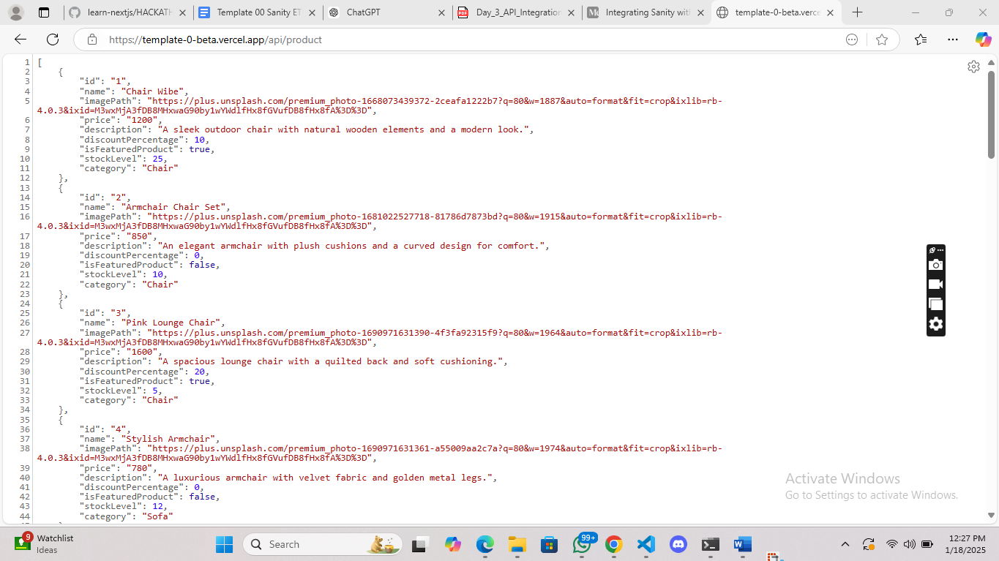 learn-nextjs/HACKATH
Template 00 Sanity ET
ChatGPT
Day_3_API_Integration
Integrating Sanity with
template-0-beta.verce
https://template-0-beta.vercel.app/api/product
1 [
2 {
3 "id": "1",
4 "name": "Chair Wibe",
5 "imagePath": "https://plus.unsplash.com/premium_photo-1668073439372-2ceafa1222b7?q=80&w=1887&auto=format&fit=crop&ixlib=rb-
4.0.3&ixid=M3wxMjA3fDB8MHxwaG90by1wYWdlfHx8fGVufDB8fHx8fA%3D%3D",
6 "price": "1200",
7 "description": "A sleek outdoor chair with natural wooden elements and a modern look.",
8 "discountPercentage": 10,
9 "isFeaturedProduct": true,
10 "stockLevel": 25,
11 "category": "Chair"
12 },
13 {
14 "id": "2",
15 "name": "Armchair Chair Set",
16 "imagePath": "https://plus.unsplash.com/premium_photo-1681022527718-81786d7873bd?q=80&w=1915&auto=format&fit=crop&ixlib=rb-
4.0.3&ixid=M3wxMjA3fDB8MHxwaG90by1wYWdlfHx8fGVufDB8fHx8fA%3D%3D",
17 "price": "850",
18 "description": "An elegant armchair with plush cushions and a curved design for comfort.",
19 "discountPercentage": 0,
20 "isFeaturedProduct": false,
21 "stockLevel": 10,
22 "category": "Chair"
23 },
24 {
25 "id": "3",
26 "name": "Pink Lounge Chair",
27 "imagePath": "https://plus.unsplash.com/premium_photo-1690971631390-4f3fa92315f9?q=80&w=1964&auto=format&fit=crop&ixlib=rb-
4.0.3&ixid=M3wxMjA3fDB8MHxwaG90by1wYWdlfHx8fGVufDB8fHx8fA%3D%3D",
28 "price": "1600",
29 "description": "A spacious lounge chair with a quilted back and soft cushioning.",
30 "discountPercentage": 20,
31 "isFeaturedProduct": true,
32 "stockLevel": 5,
33 "category": "Chair"
34 },
35 {
36 "id": "4",
37 "name": "Stylish Armchair",
38 "imagePath": "https://plus.unsplash.com/premium_photo-1690971631361-a55009aa2c7a?q=80&w=1974&auto=format&fit=crop&ixlib=rb-
4.0.3&ixid=M3wxMjA3fDB8MHxwaG90by1wYWdlfHx8fGVufDB8fHx8fA%3D%3D",
39 "price": "780",
40 "description": "A luxurious armchair with velvet fabric and golden metal legs.",
41 "discountPercentage": 0,
42 "isFeaturedProduct": false,
43 "stockLevel": 12,
44 "category": "Sofa"
Activate Windows
Go to Settings to activate Windows.
9
Watchlist
Ideas
Search
99+
12:27 PM
1/18/2025